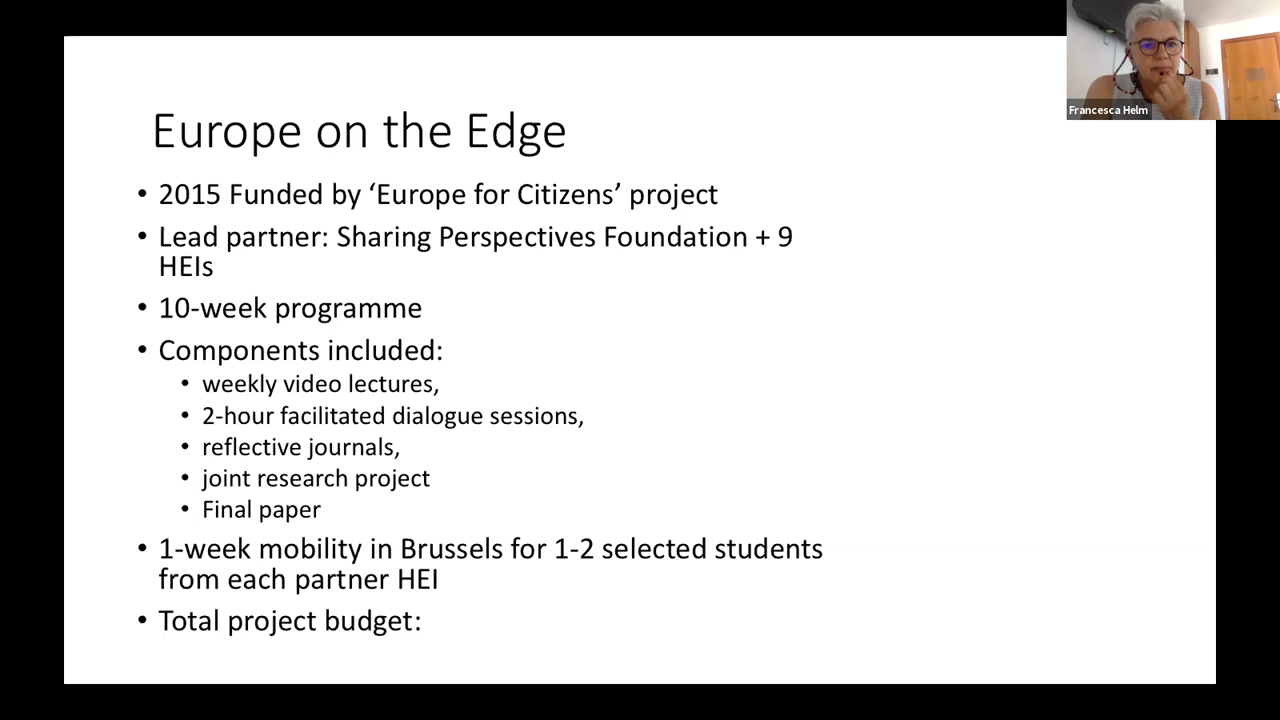 Francesca Helm
Europe on the Edge
• 2015 Funded by ‘Europe for Citizens’ project
• Lead partner: Sharing Perspectives Foundation + 9
HEIs
• 10-week programme
• Components included:
• weekly video lectures,
• 2-hour facilitated dialogue sessions,
• reflective journals,
• joint research project
• Final paper
• 1-week mobility in Brussels for 1-2 selected students
from each partner HEI
• Total project budget: